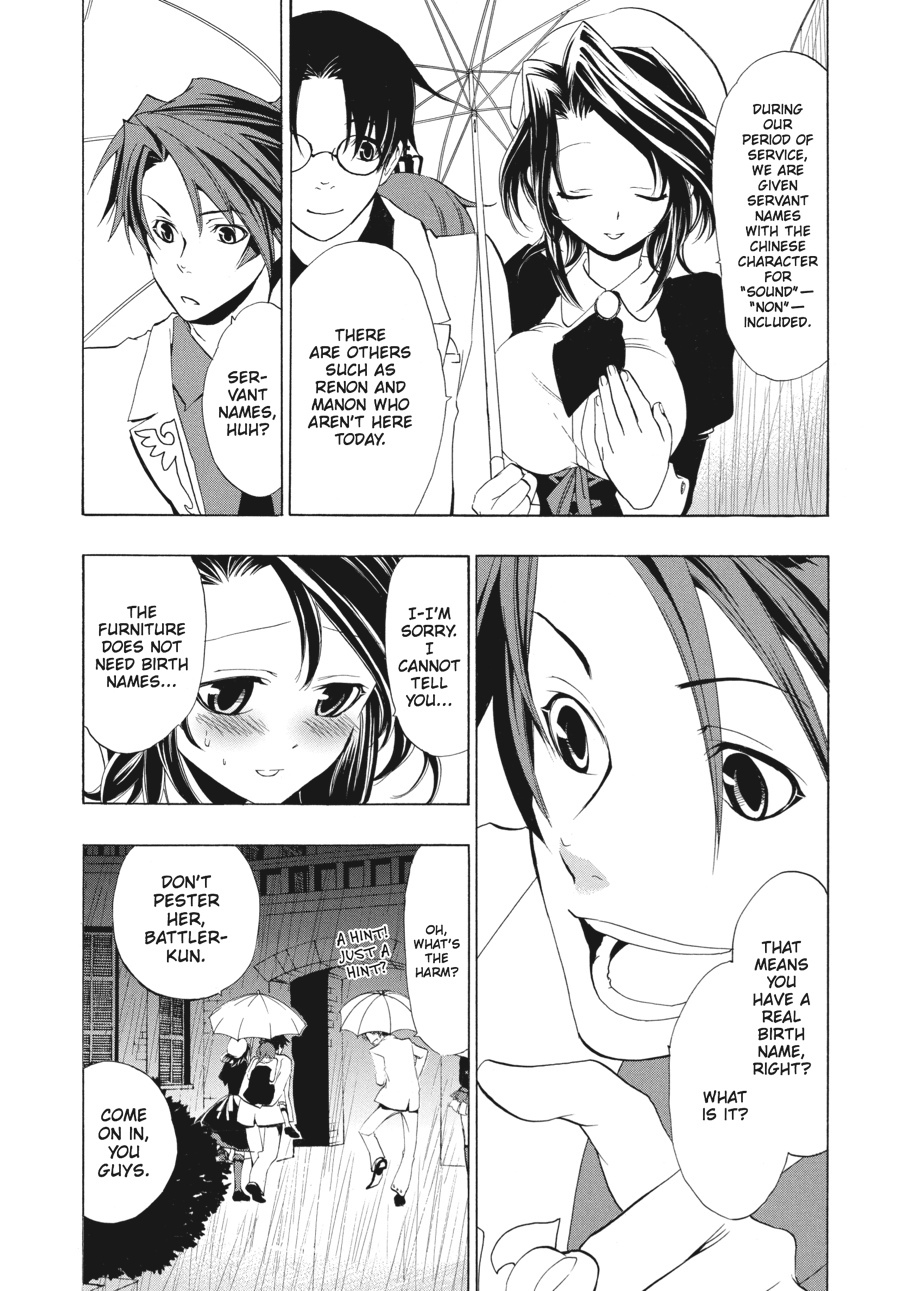 DURING
OUR
PERIOD OF
SERVICE,
WE ARE
GIVEN
SERVANT
NAMES
WITH THE
CHINESE
CHARACTER
FOR
"SOUND"—
"NON"—
INCLUDED.
THERE
ARE OTHERS
SUCH AS
RENON AND
MANON WHO
AREN'T HERE
TODAY.
SER-
VANT
NAMES,
HUH?
THAT
MEANS
YOU
HAVE A
REAL
BIRTH
NAME,
RIGHT?
WHAT
IS IT?
I-I'M
SORRY.
I
CANNOT
TELL
YOU...
THE
FURNITURE
DOES NOT
NEED BIRTH
NAMES...
OH,
WHAT'S
THE
HARM?
A HINT!
JUST A
HINT?
DON'T
PESTER
HER,
BATTLER-
KUN.
COME
ON IN,
YOU
GUYS.